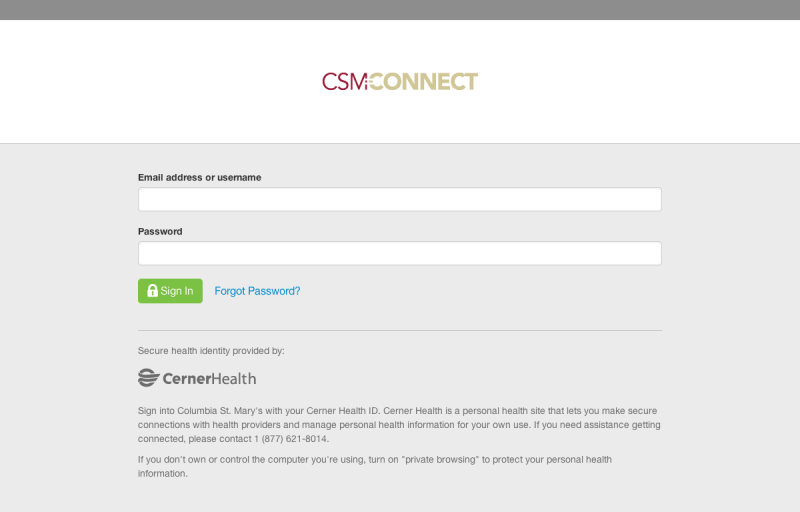 CSMCONNECT
Email address or username
Password
Sign In
Forgot Password?
Secure health identity provided by:
CernerHealth
Sign into Columbia St. Mary's with your Cerner Health ID. Cerner Health is a personal health site that lets you make secure
connections with health providers and manage personal health information for your own use. If you need assistance getting
connected, please contact 1 (877) 621-8014.
If you don't own or control the computer you're using, turn on "private browsing" to protect your personal health
information.